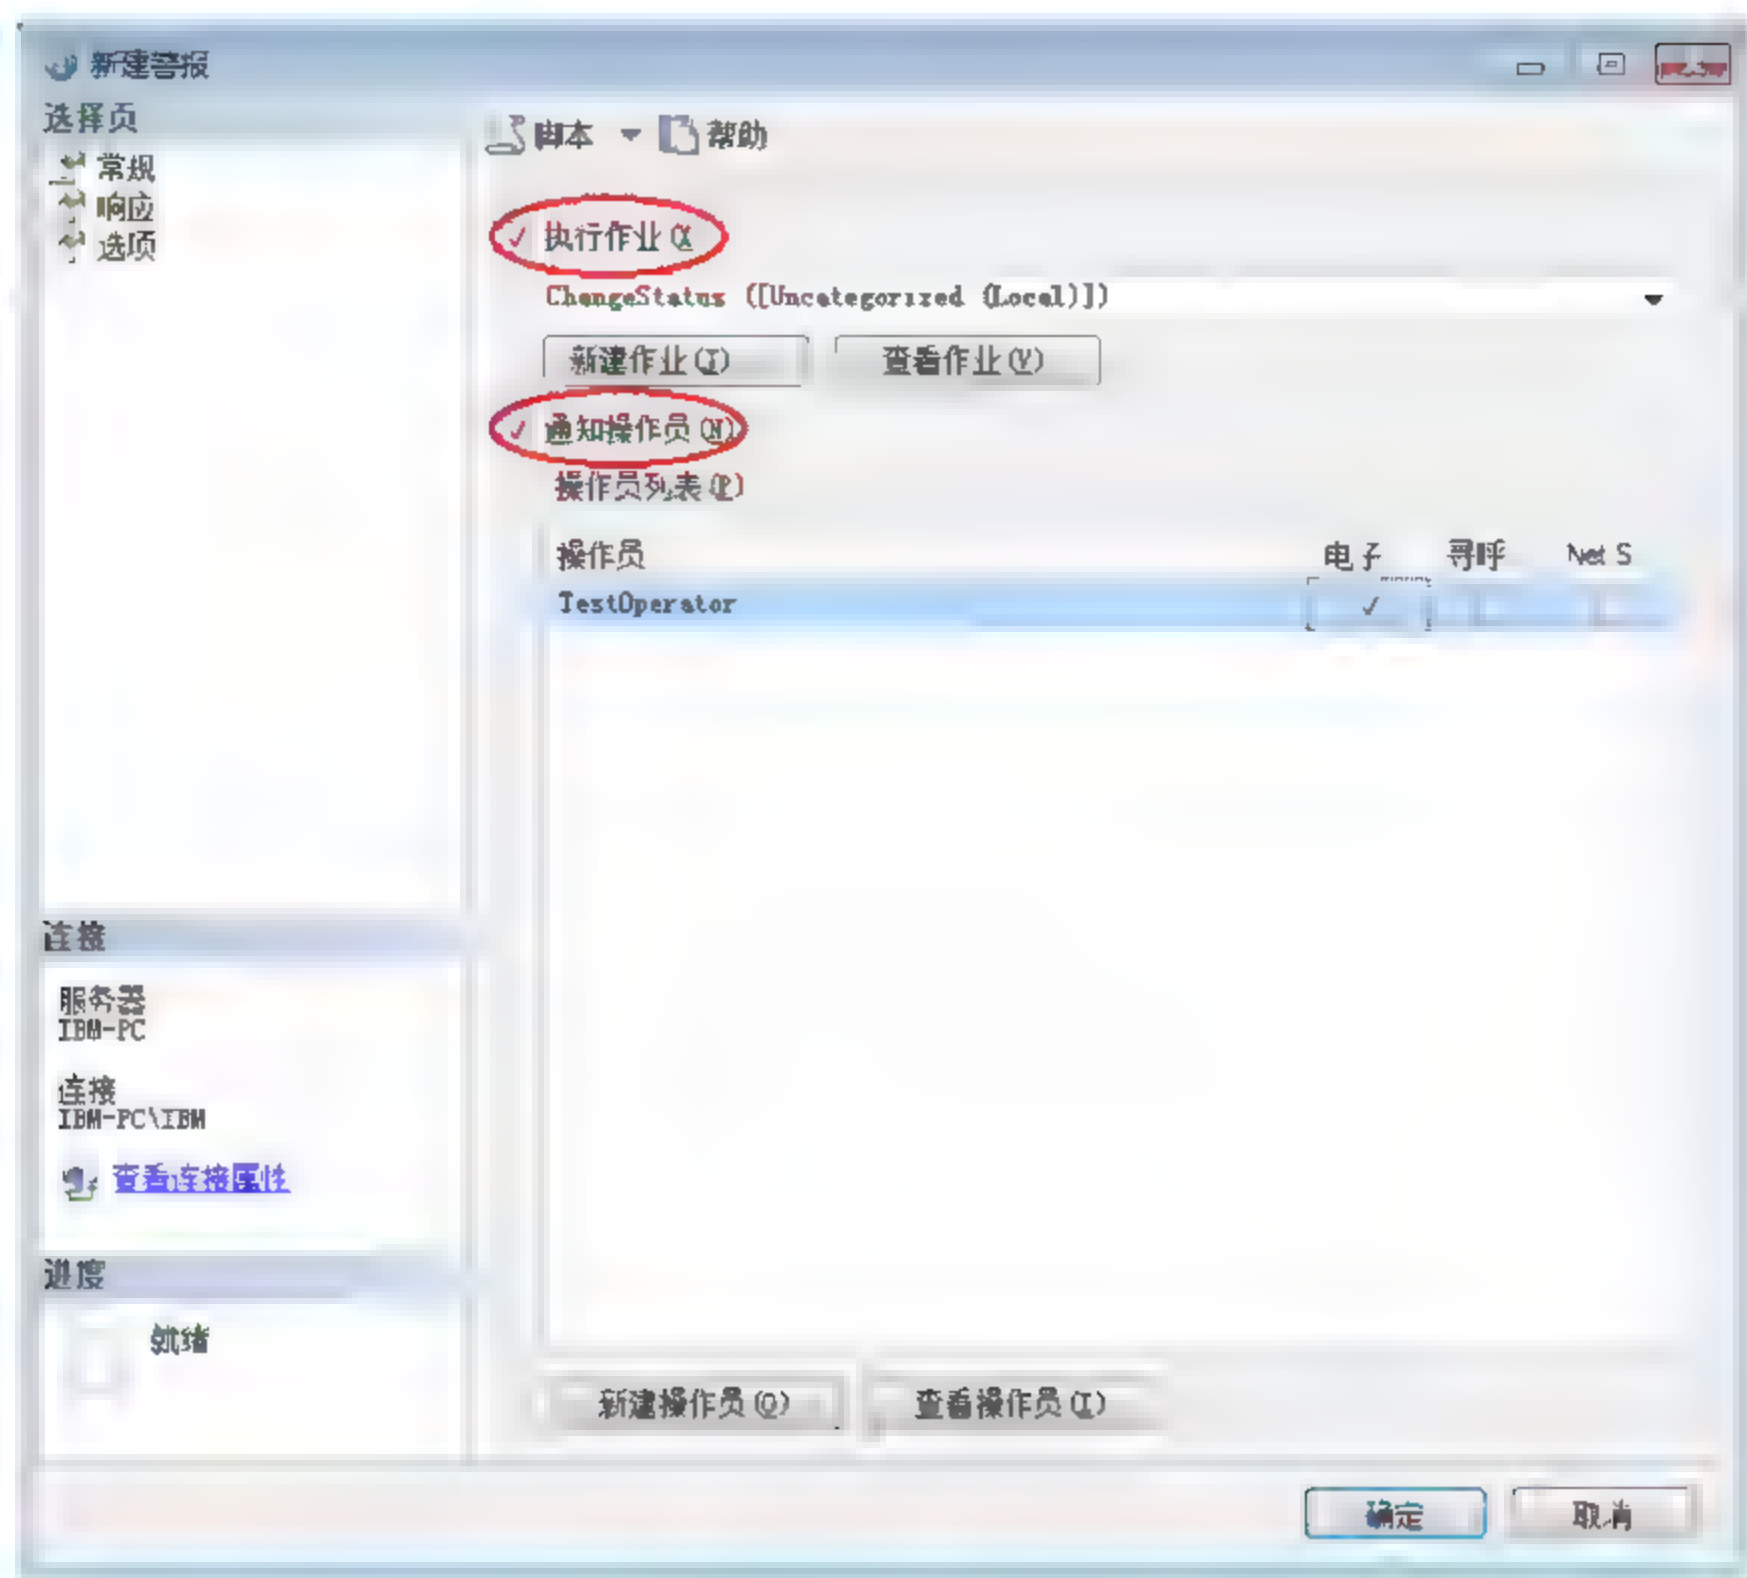 新建警报
选择页
常规
响应
选项
脚本 帮助
执行作业(X
ChangeStatus ([Uncategorized (Local)])
新建作业(J) 查看作业(V)
通知操作员(N)
操作员列表(P)
操作员 电子 寻呼 Net S
TestOperator
连接
服务器
IBM-PC
连接
IBM-PC\IBM
查看连接属性
进度
就绪
新建操作员(O) 查看操作员(I)
确定 取消